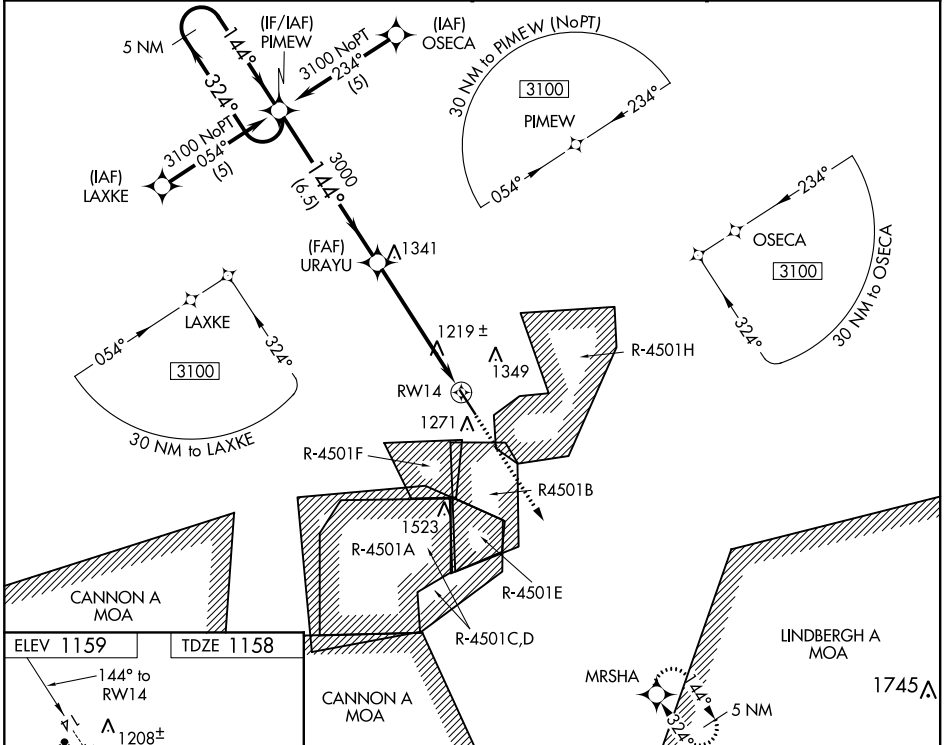 (IF/IAF)
PIMEW
(IAF)
OSECA
5 NM
144°
324°
3100 NoPT
234°
(5)
3100 NoPT
054°
(5)
(IAF)
LAXKE
3000
144°
(6.5)
30 NM to PIMEW (NoPT)
3100
PIMEW
234°
054°
234°
OSECA
3100
324°
30 NM to OSECA
(FAF)
URAYU
1341
LAXKE
054°
324°
3100
30 NM to LAXKE
1219 ±
1349
R-4501H
RW14
1271
R-4501F
R4501B
1523
R-4501A
R-4501E
R-4501C,D
CANNON A
MOA
CANNON A
MOA
LINDBERGH A
MOA
MRSHA
144°
324°
5 NM
1745
ELEV 1159
TDZE 1158
144° to
RW14
1208±